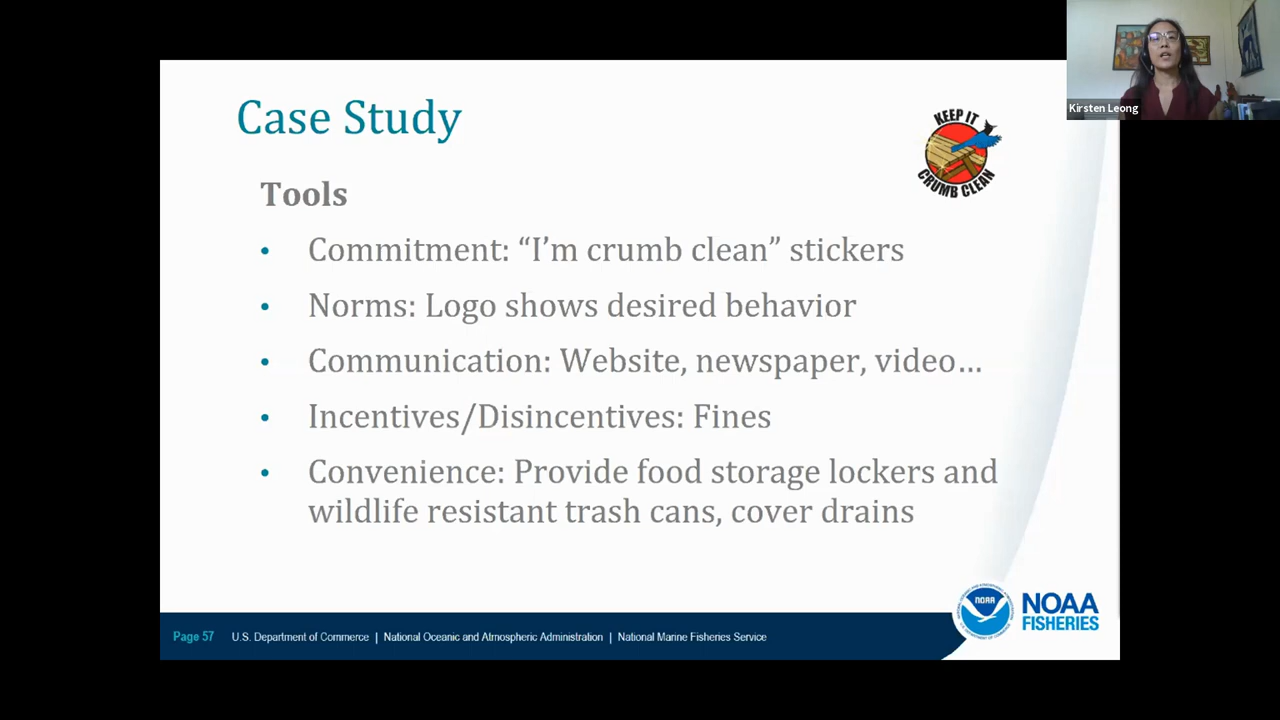 Kirsten Leong
Case Study
KEEP IT
CRUMB CLEAN
Tools
• Commitment: “I’m crumb clean” stickers
• Norms: Logo shows desired behavior
• Communication: Website, newspaper, video…
• Incentives/Disincentives: Fines
• Convenience: Provide food storage lockers and
wildlife resistant trash cans, cover drains
NOAA
NOAA
FISHERIES
Page 57 U.S. Department of Commerce | National Oceanic and Atmospheric Administration | National Marine Fisheries Service